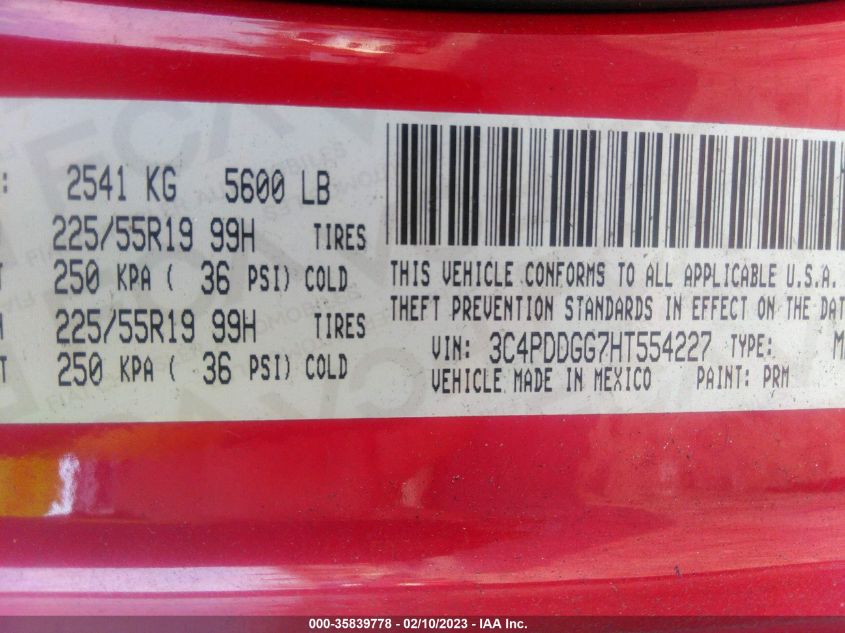 : 2541 KG 5600 LB
225/55R19 99H TIRES
T 250 KPA ( 36 PSI) COLD
225/55R19 99H TIRES
T 250 KPA ( 36 PSI) COLD
THIS VEHICLE CONFORMS TO ALL APPLICABLE U.S.A.
THEFT PREVENTION STANDARDS IN EFFECT ON THE DAT
VIN: 3C4PDDGG7HT554227 TYPE: M
VEHICLE MADE IN MEXICO PAINT: PRM
000-35839778 - 02/10/2023 - IAA Inc.